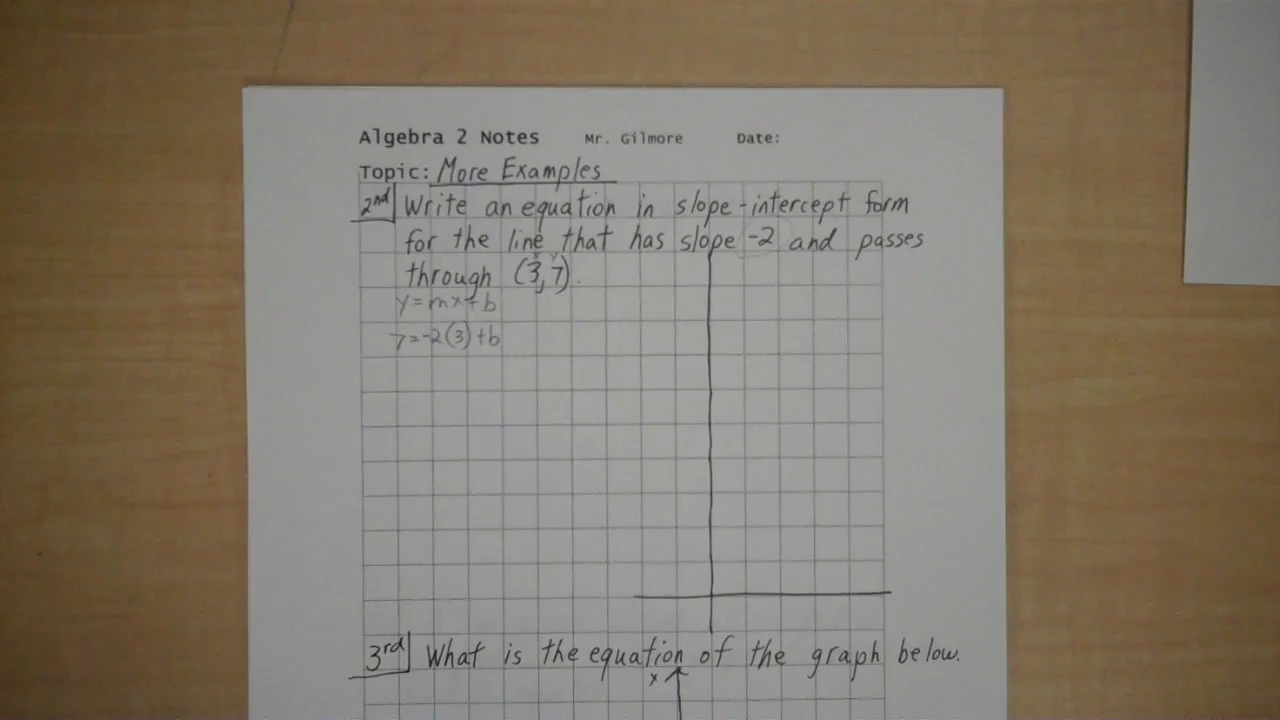 Algebra 2 Notes Mr. Gilmore Date:
Topic: More Examples
2nd Write an equation in slope-intercept form
for the line that has slope -2 and passes
through (3,7).
x y
y=mx+b
7=-2(3)+b
3rd What is the equation of the graph below.
x